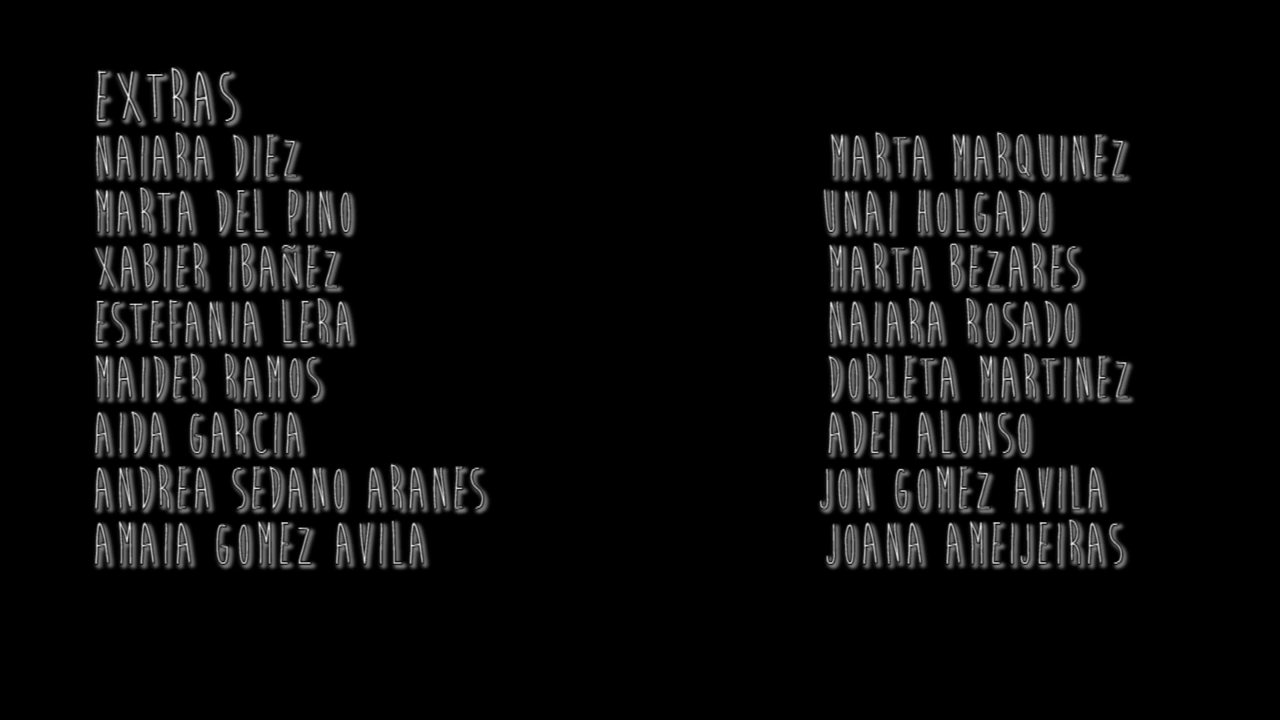 EXTRAS
NAIARA DIEZ
MARTA DEL PINO
XABIER IBAÑEZ
ESTEFANIA LERA
MAIDER RAMOS
AIDA GARCIA
ANDREA SEDANO ARANES
AMAIA GOMEZ AVILA
MARTA MARQUINEZ
UNAI HOLGADO
MARTA BEZARES
NAIARA ROSADO
DORLETA MARTINEZ
ADEI ALONSO
JON GOMEZ AVILA
JOANA AMEIJEIRAS